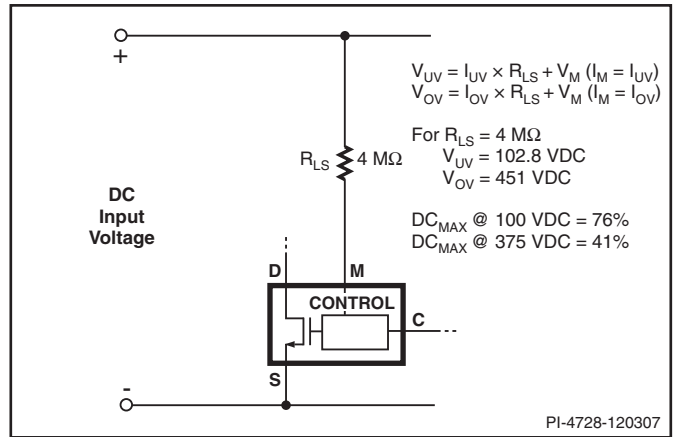 +
V_UV = I_UV × R_LS + V_M (I_M = I_UV)
V_OV = I_OV × R_LS + V_M (I_M = I_OV)
For R_LS = 4 MΩ
V_UV = 102.8 VDC
V_OV = 451 VDC
DC_MAX @ 100 VDC = 76%
DC_MAX @ 375 VDC = 41%
R_LS 4 MΩ
DC
Input
Voltage
D M
CONTROL
C
S
-
PI-4728-120307